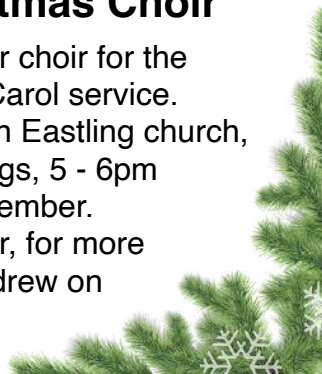 tmas Choir
r choir for the
Carol service.
n Eastling church,
gs, 5 - 6pm
ember.
r, for more
drew on